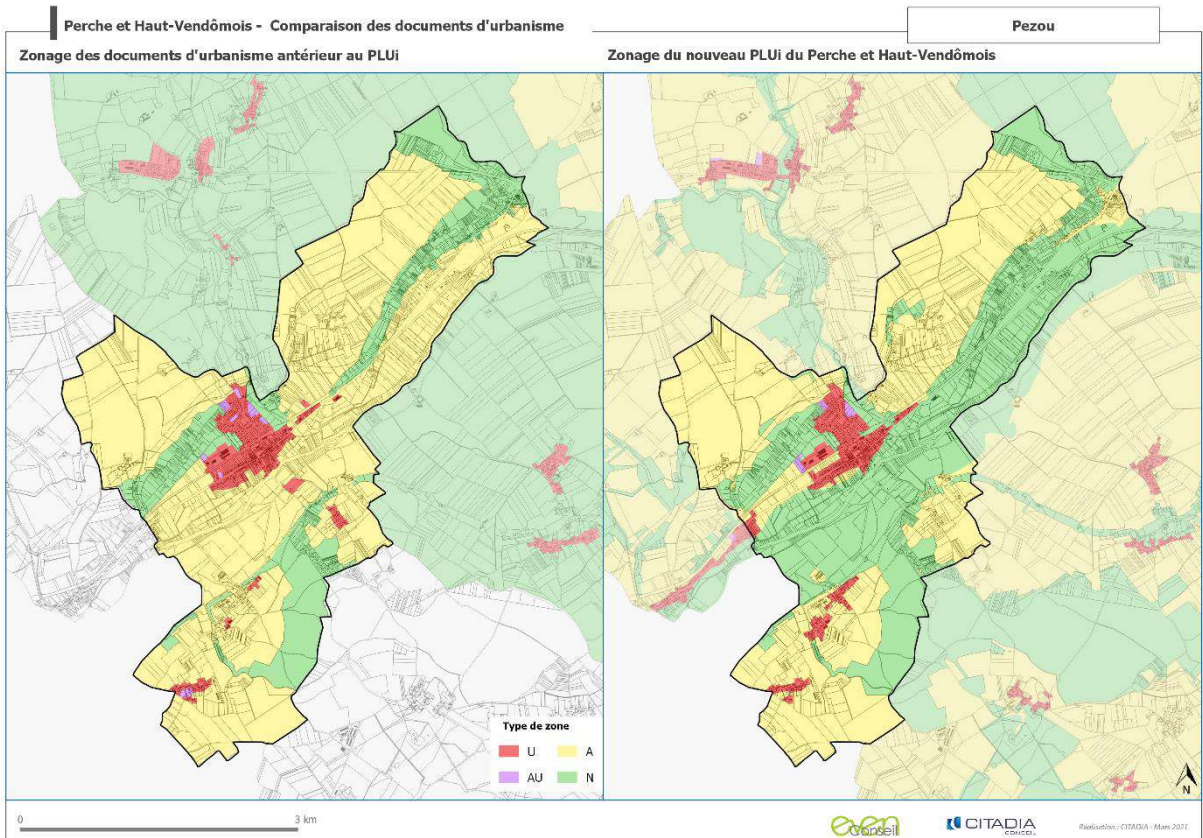 Perche et Haut-Vendômois - Comparaison des documents d'urbanisme
Pezou
Zonage des documents d'urbanisme antérieur au PLUi
Zonage du nouveau PLUi du Perche et Haut-Vendômois
Type de zone
U
A
AU
N
N
0
3 km
even
Conseil
CITADIA
CONSEIL
Réalisation : CITADIA - Mars 2021